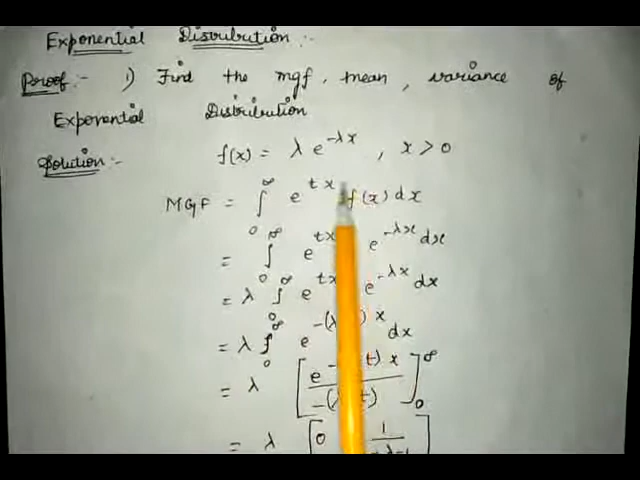 Exponential Distribution :-
Proof :- 1) Find the mgf, mean, variance of
Exponential Distribution
Solution :- f(x) = λ e^{-λx}, x > 0
MGF = ∫_0^∞ e^{tx} f(x) dx
= ∫_0^∞ e^{tx} e^{-λx} dx
= λ ∫_0^∞ e^{tx} e^{-λx} dx
= λ ∫_0^∞ e^{-(λ ) x} dx
= λ [ e^{-( t) x} / -(λ t) ]_0^∞
= λ [ 0 1